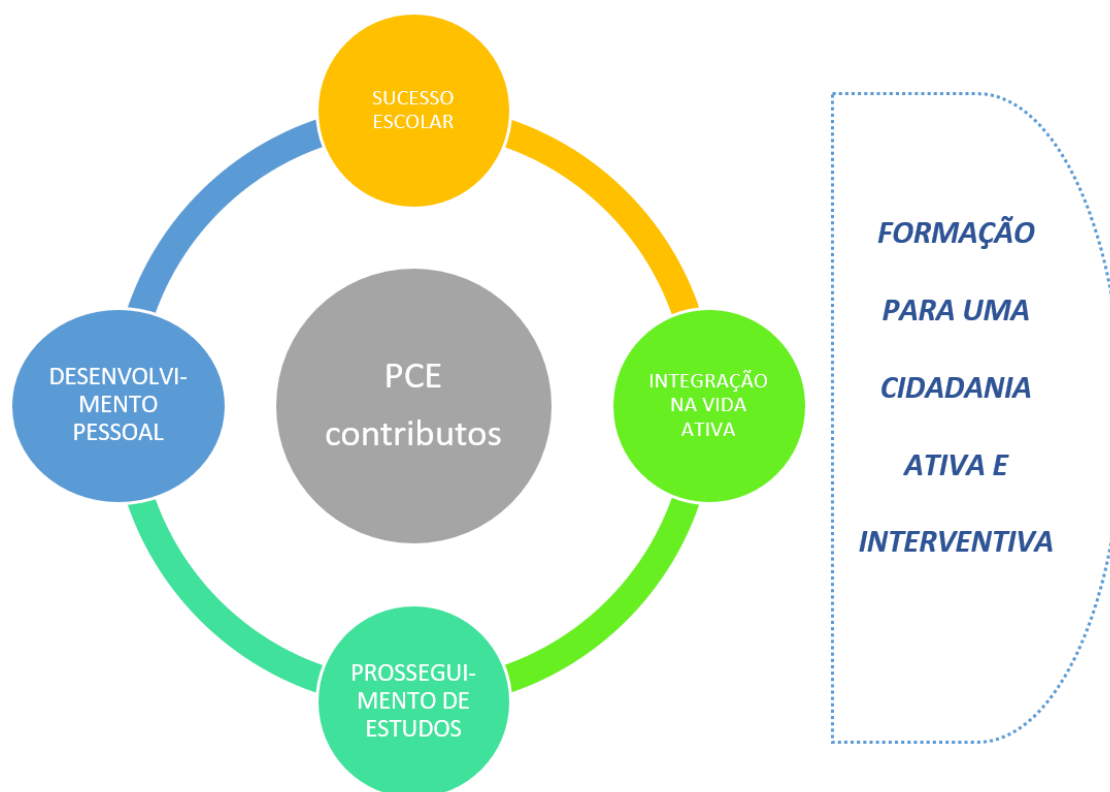 SUCESSO
ESCOLAR
INTEGRAÇÃO
NA VIDA
ATIVA
PROSSEGUI-
MENTO DE
ESTUDOS
DESENVOLVI-
MENTO
PESSOAL
PCE
contributos
FORMAÇÃO
PARA UMA
CIDADANIA
ATIVA E
INTERVENTIVA